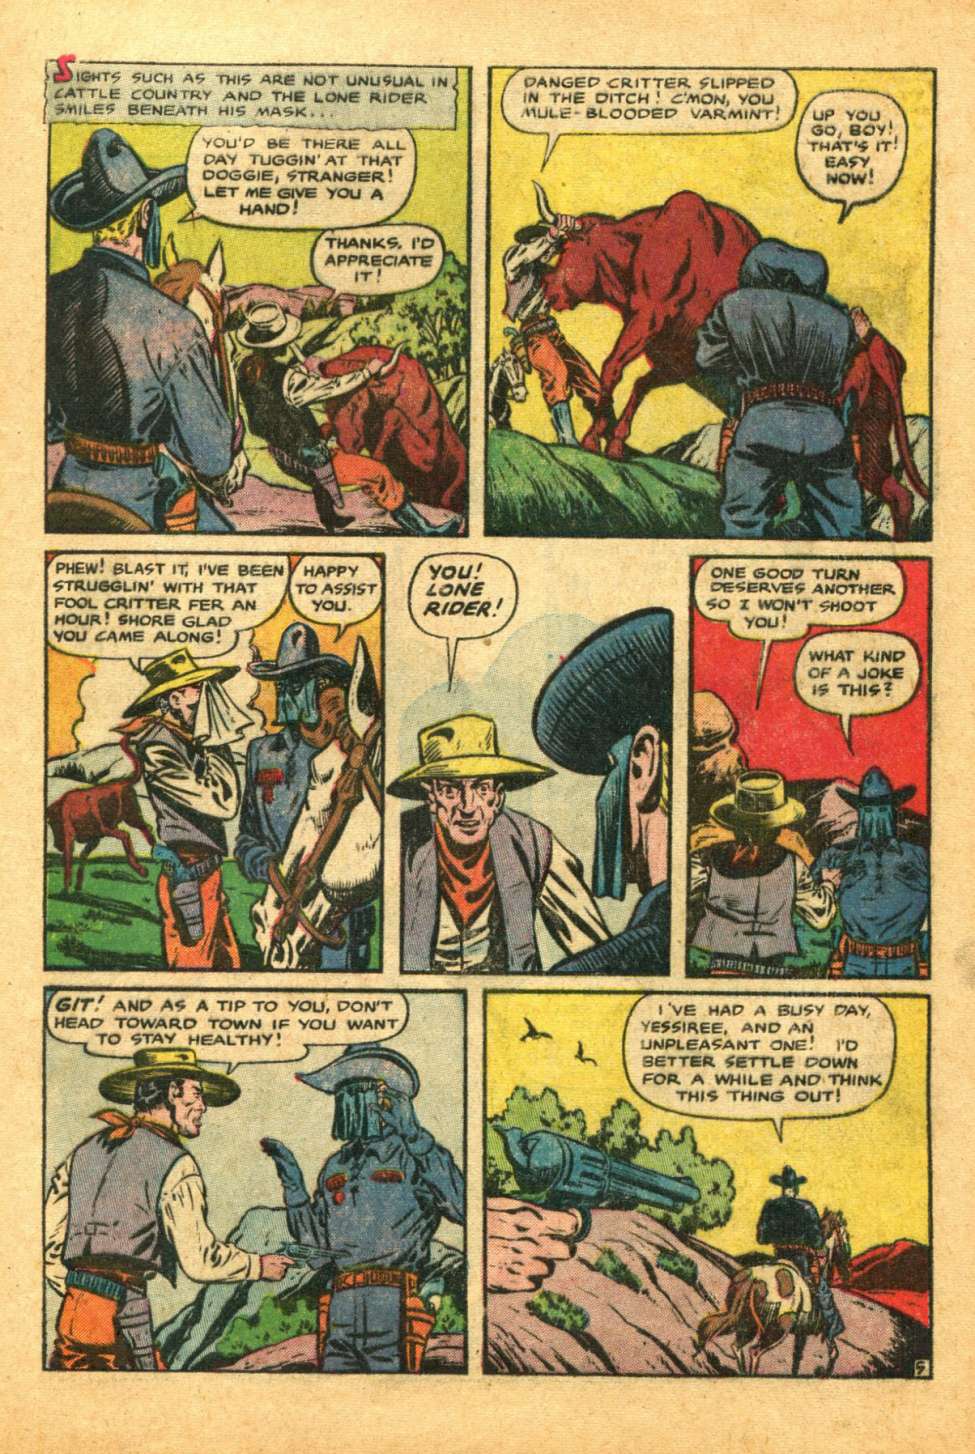 SIGHTS SUCH AS THIS ARE NOT UNUSUAL IN
CATTLE COUNTRY AND THE LONE RIDER
SMILES BENEATH HIS MASK...
YOU'D BE THERE ALL
DAY TUGGIN' AT THAT
DOGGIE, STRANGER!
LET ME GIVE YOU A
HAND!
THANKS. I'D
APPRECIATE
IT!
DANGED CRITTER SLIPPED
IN THE DITCH! C'MON, YOU
MULE-BLOODED VARMINT!
UP YOU
GO, BOY!
THAT'S IT!
EASY
NOW!
PHEW! BLAST IT, I'VE BEEN
STRUGGLIN' WITH THAT
FOOL CRITTER FER AN
HOUR! SHORE GLAD
YOU CAME ALONG!
HAPPY
TO ASSIST
YOU.
YOU!
LONE
RIDER!
ONE GOOD TURN
DESERVES ANOTHER
SO I WON'T SHOOT
YOU!
WHAT KIND
OF A JOKE
IS THIS?
GIT! AND AS A TIP TO YOU, DON'T
HEAD TOWARD TOWN IF YOU WANT
TO STAY HEALTHY!
I'VE HAD A BUSY DAY,
YESSIREE, AND AN
UNPLEASANT ONE! I'D
BETTER SETTLE DOWN
FOR A WHILE AND THINK
THIS THING OUT!
5